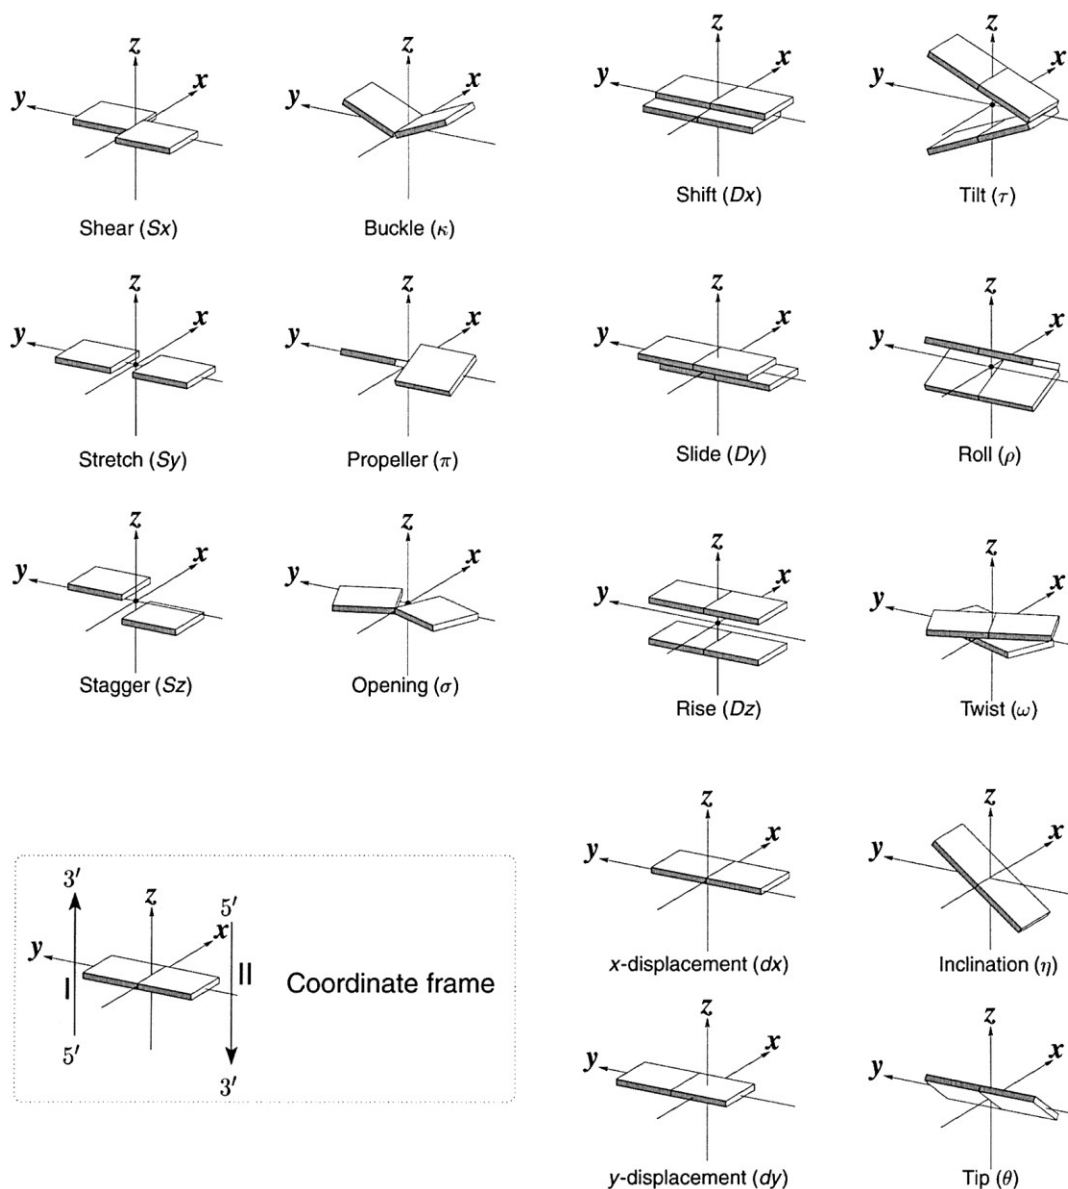 z
x
y
Shear (Sx)
z
x
y
Buckle (κ)
z
x
y
Shift (Dx)
z
x
y
Tilt (τ)
z
x
y
Stretch (Sy)
z
x
y
Propeller (π)
z
x
y
Slide (Dy)
z
x
y
Roll (ρ)
z
x
y
Stagger (Sz)
z
x
y
Opening (σ)
z
x
y
Rise (Dz)
z
x
y
Twist (ω)
z
x
y
x-displacement (dx)
z
x
y
Inclination (η)
3′
z
5′
x
y
I
II
Coordinate frame
5′
3′
z
x
y
y-displacement (dy)
z
x
y
Tip (θ)